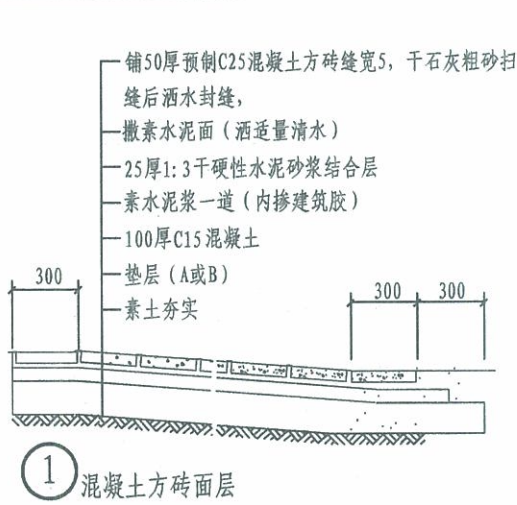 铺50厚预制C25混凝土方砖缝宽5，干石灰粗砂扫
缝后洒水封缝，
撒素水泥面（洒适量清水）
25厚1:3干硬性水泥砂浆结合层
素水泥浆一道（内掺建筑胶）
100厚C15混凝土
垫层（A或B）
素土夯实
300
300
300
1 混凝土方砖面层